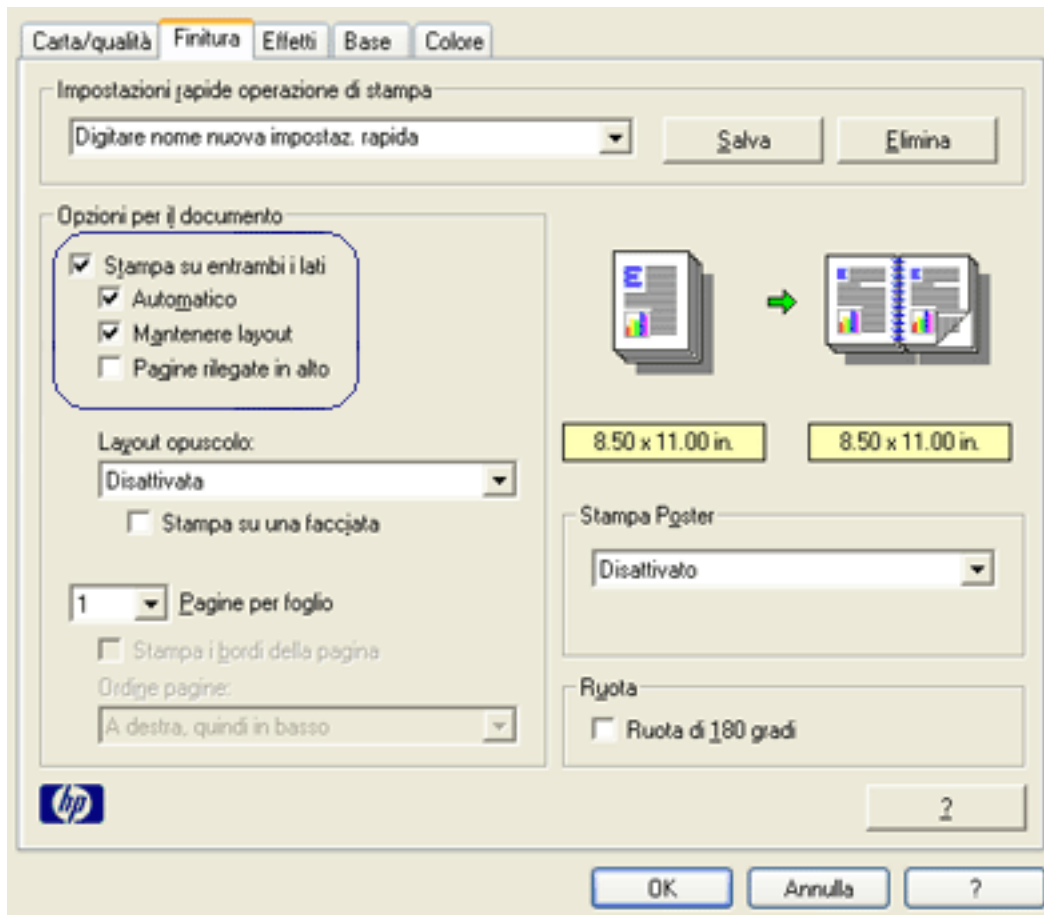 Carta/qualità Finitura Effetti Base Colore
Impostazioni rapide operazione di stampa
Digitare nome nuova impostaz. rapida
Salva
Elimina
Opzioni per il documento
Stampa su entrambi i lati
Automatico
Mantenere layout
Pagine rilegate in alto
Layout opuscolo:
Disattivata
Stampa su una facciata
1 Pagine per foglio
Stampa i bordi della pagina
Ordine pagine:
A destra, quindi in basso
8.50 x 11.00 in.
8.50 x 11.00 in.
Stampa Poster
Disattivato
Ruota
Ruota di 180 gradi
hp
?
OK
Annulla
?